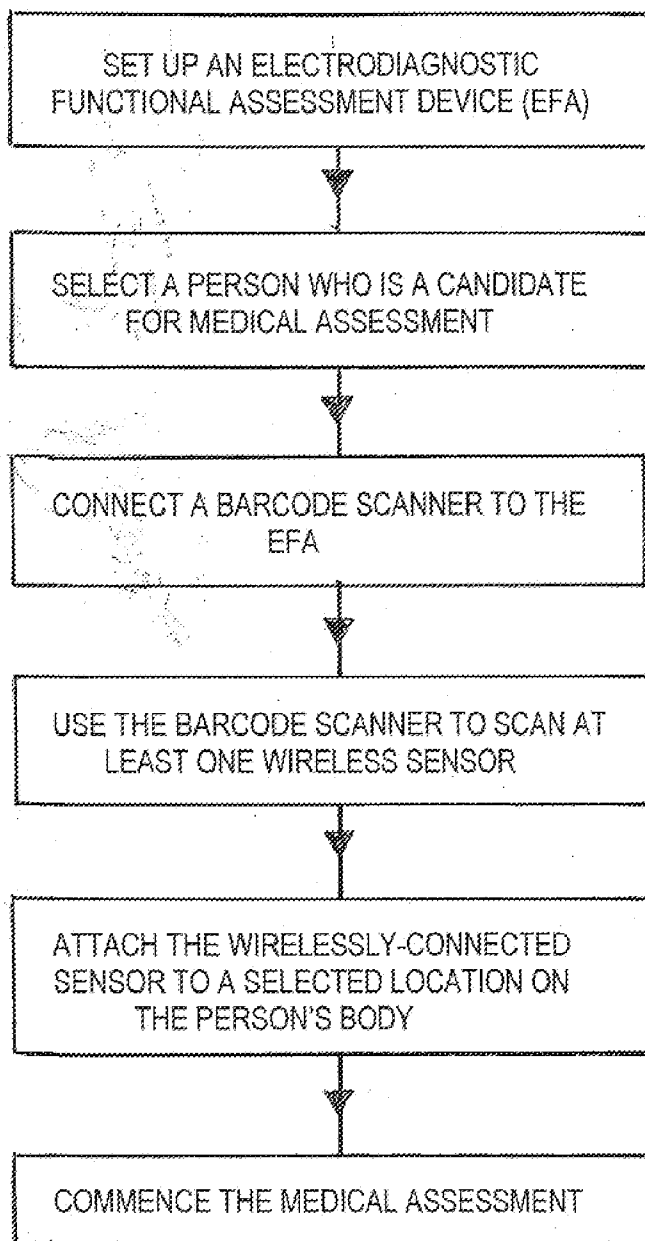 SET UP AN ELECTRODIAGNOSTIC
FUNCTIONAL ASSESSMENT DEVICE (EFA)
SELECT A PERSON WHO IS A CANDIDATE
FOR MEDICAL ASSESSMENT
CONNECT A BARCODE SCANNER TO THE
EFA
USE THE BARCODE SCANNER TO SCAN AT
LEAST ONE WIRELESS SENSOR
ATTACH THE WIRELESSLY-CONNECTED
SENSOR TO A SELECTED LOCATION ON
THE PERSON'S BODY
COMMENCE THE MEDICAL ASSESSMENT